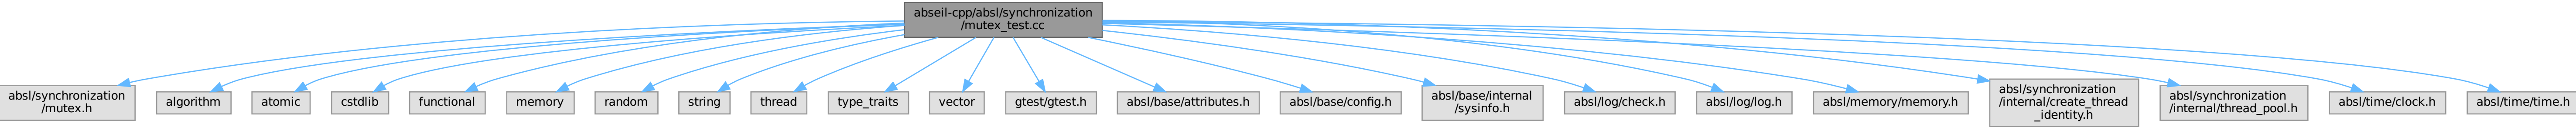 abseil-cpp/absl/synchronization
/mutex_test.cc
absl/synchronization
/mutex.h
algorithm
atomic
cstdlib
functional
memory
random
string
thread
type_traits
vector
gtest/gtest.h
absl/base/attributes.h
absl/base/config.h
absl/base/internal
/sysinfo.h
absl/log/check.h
absl/log/log.h
absl/memory/memory.h
absl/synchronization
/internal/create_thread
_identity.h
absl/synchronization
/internal/thread_pool.h
absl/time/clock.h
absl/time/time.h